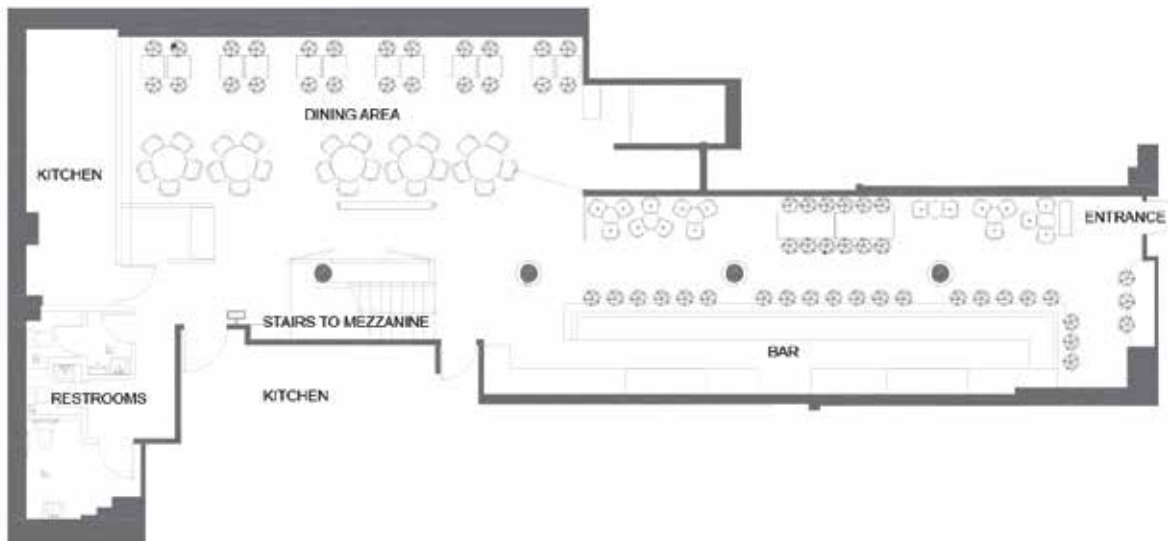 DINING AREA
KITCHEN
ENTRANCE
STAIRS TO MEZZANINE
BAR
RESTROOMS
KITCHEN